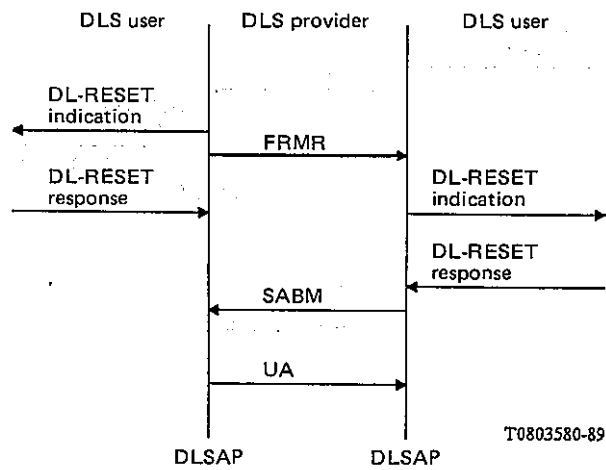 DLS user DLS provider DLS user
DL-RESET
indication
FRMR
DL-RESET
response
DL-RESET
indication
DL-RESET
response
SABM
UA
T0803580-89
DLSAP DLSAP